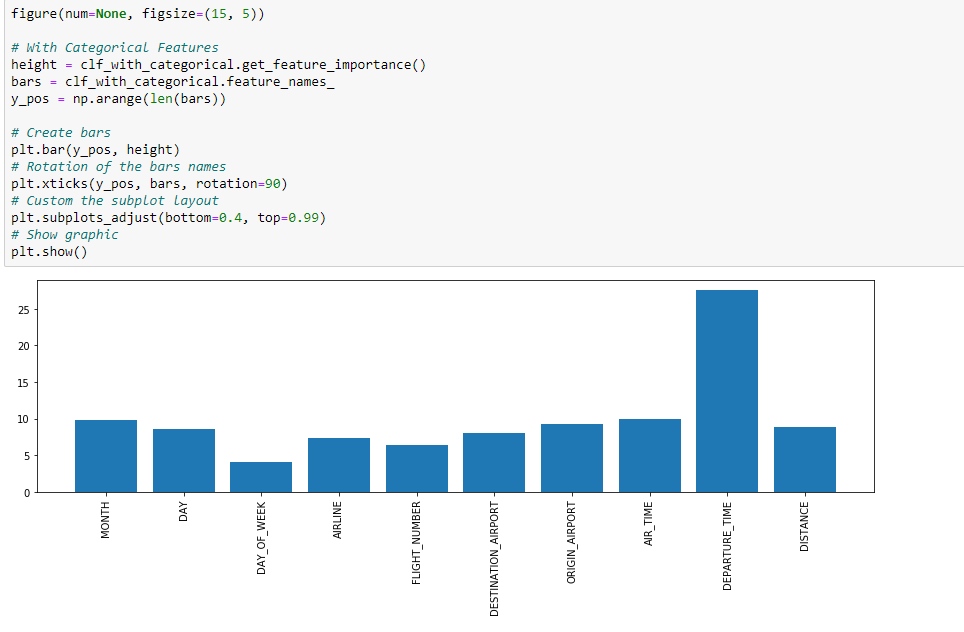 figure(num=None, figsize=(15, 5))
# With Categorical Features
height = clf_with_categorical.get_feature_importance()
bars = clf_with_categorical.feature_names_
y_pos = np.arange(len(bars))
# Create bars
plt.bar(y_pos, height)
# Rotation of the bars names
plt.xticks(y_pos, bars, rotation=90)
# Custom the subplot layout
plt.subplots_adjust(bottom=0.4, top=0.99)
# Show graphic
plt.show()
25
20
15
10
5
0
MONTH
DAY
DAY_OF_WEEK
AIRLINE
FLIGHT_NUMBER
DESTINATION_AIRPORT
ORIGIN_AIRPORT
AIR_TIME
DEPARTURE_TIME
DISTANCE